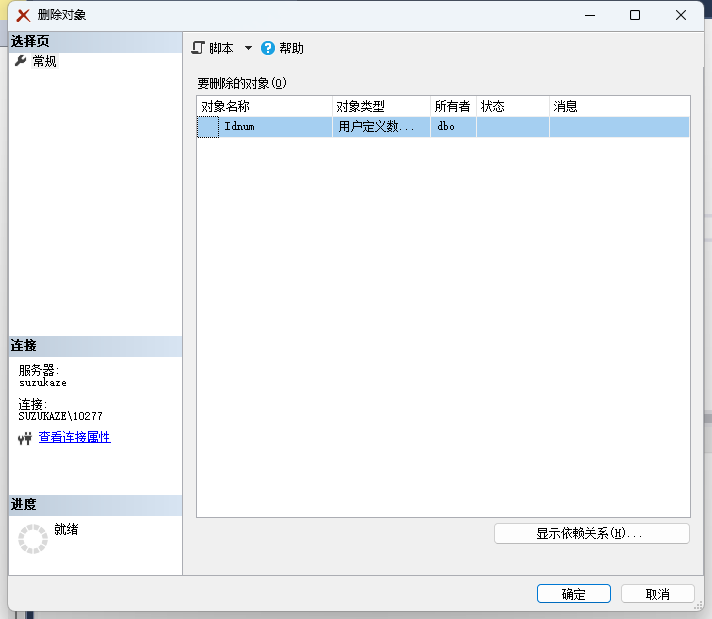 删除对象
选择页
常规
脚本 帮助
要删除的对象(O)
对象名称 对象类型 所有者 状态 消息
Idnum 用户定义数... dbo
连接
服务器:
suzukaze
连接:
SUZUKAZE\10277
查看连接属性
进度
就绪
显示依赖关系(H)...
确定 取消